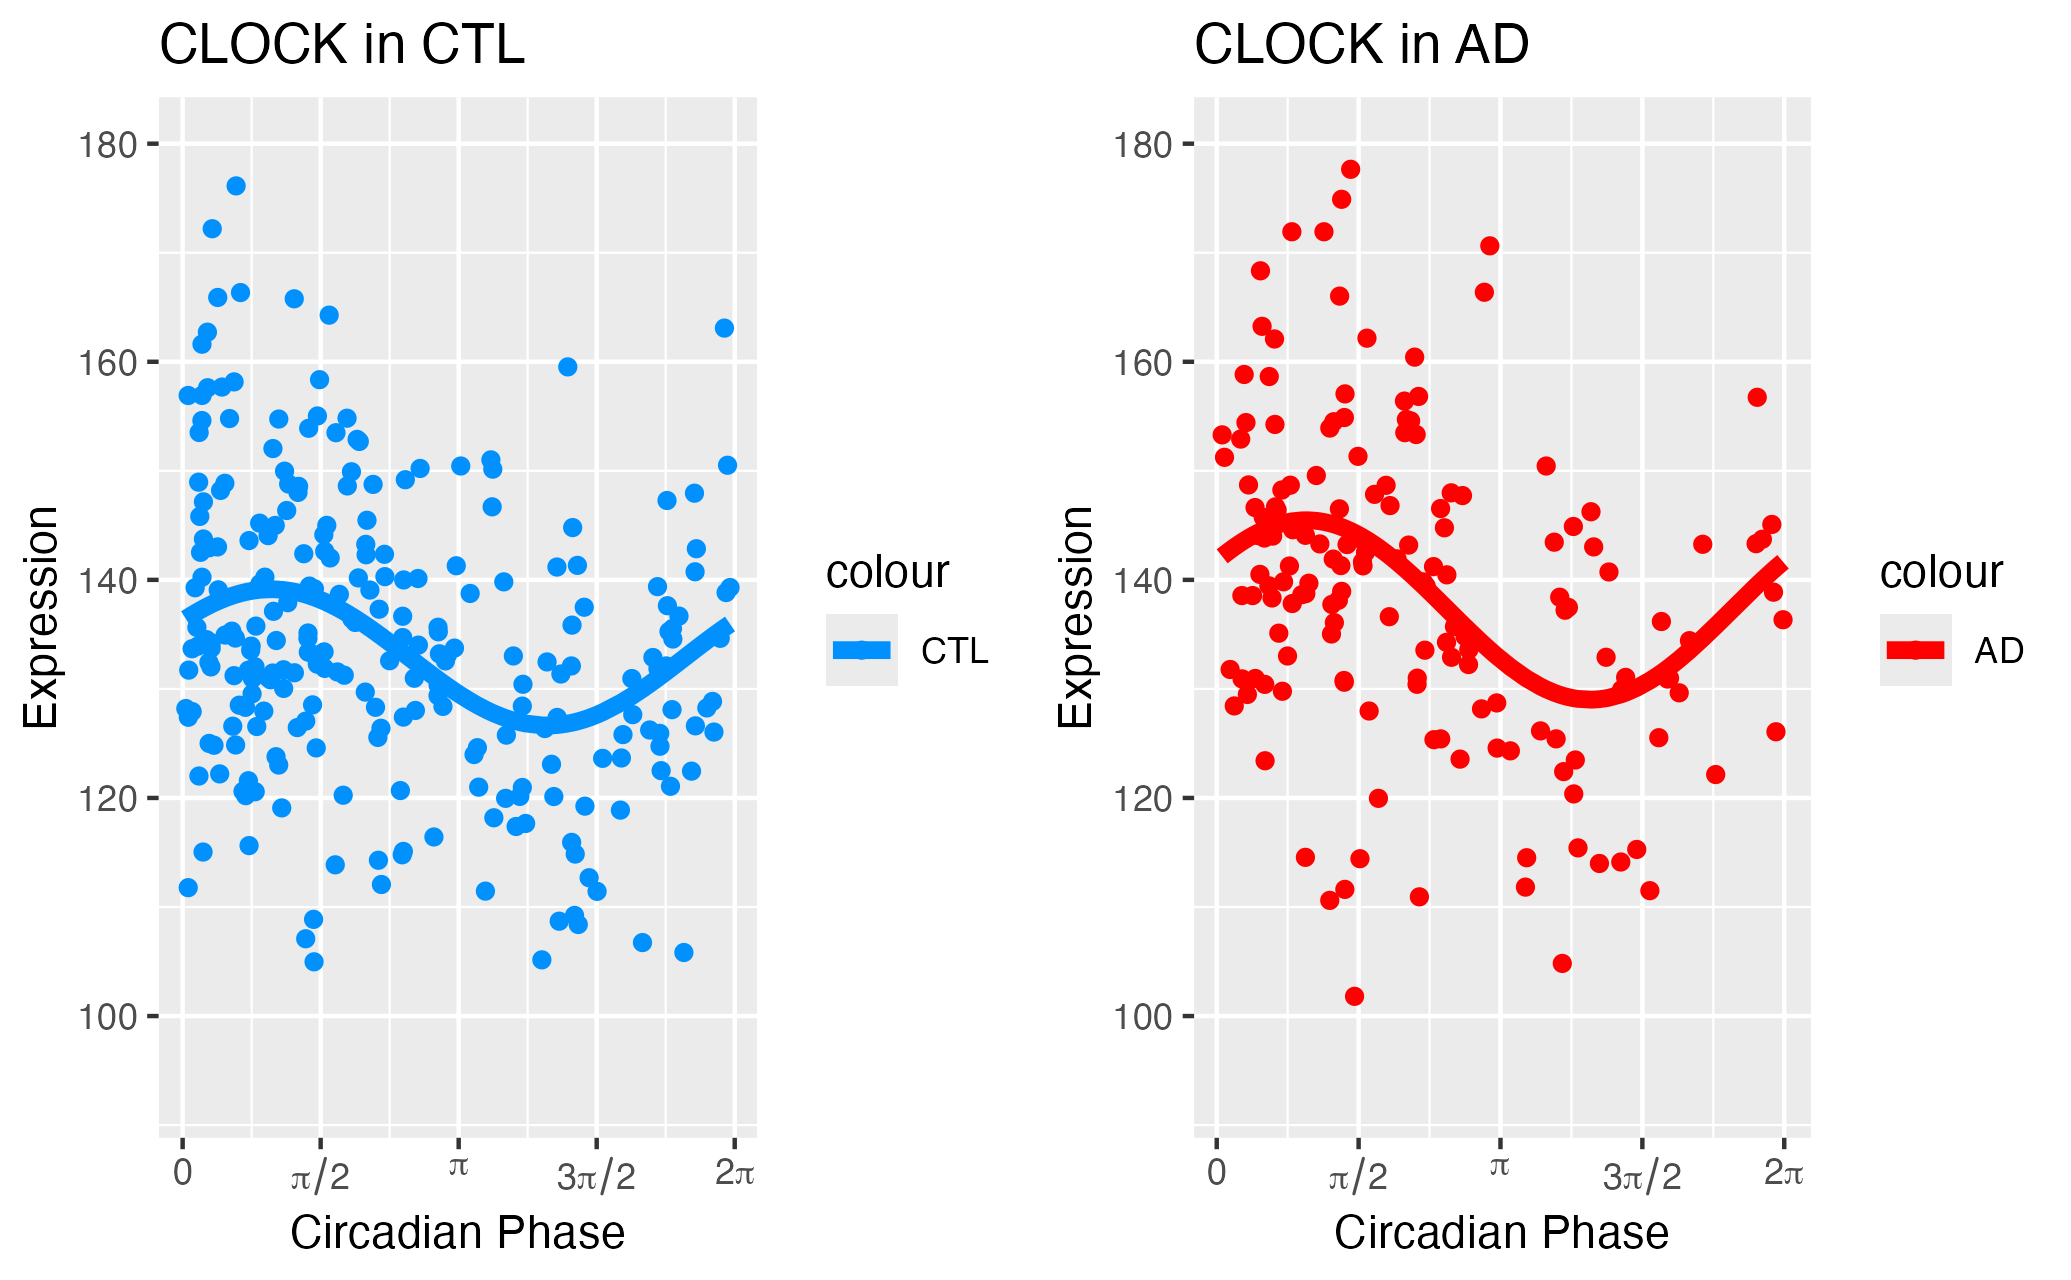 CLOCK in CTL
Expression
180
160
140
120
100
0 π/2 π 3π/2 2π
Circadian Phase
colour
CTL
CLOCK in AD
Expression
180
160
140
120
100
0 π/2 π 3π/2 2π
Circadian Phase
colour
AD